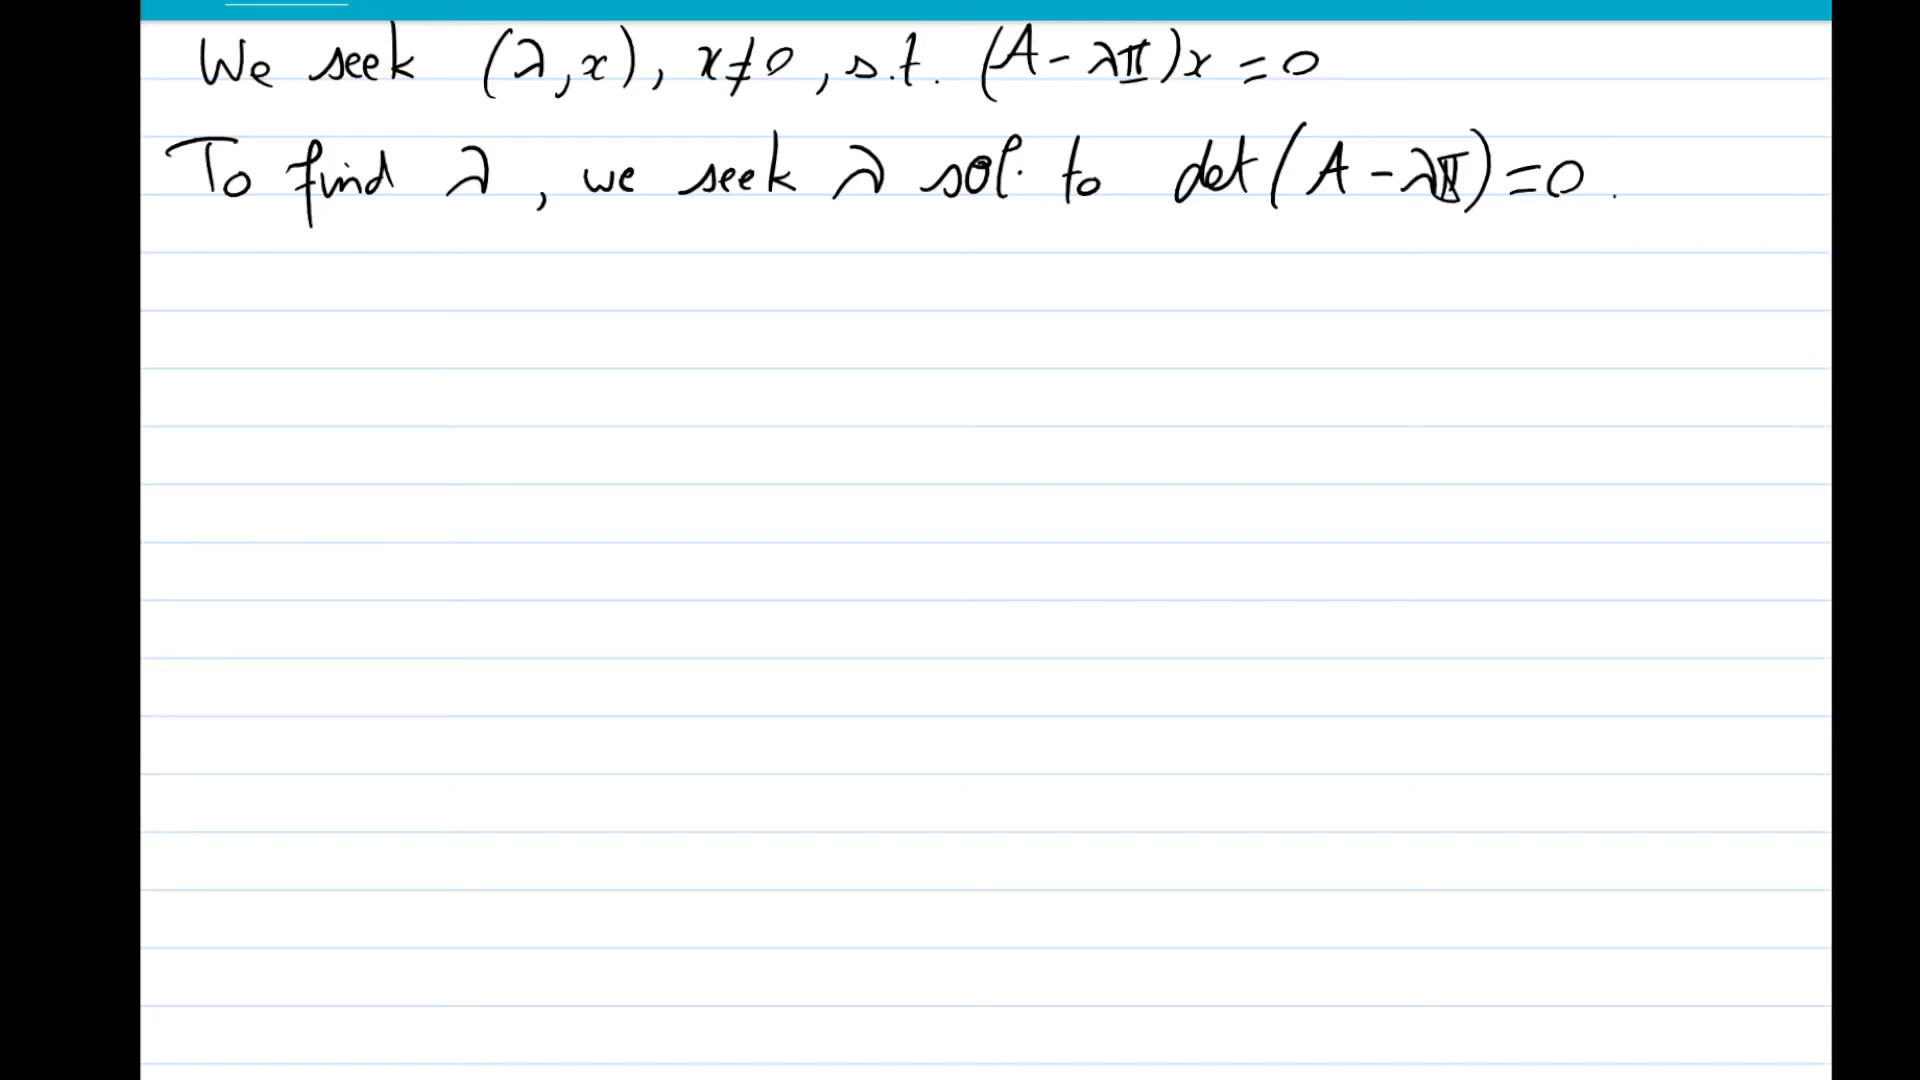 We seek (λ,x), x≠0, s.t. (A-λ𝕀)x=0
To find λ, we seek λ sol. to det(A-λ𝕀)=0.